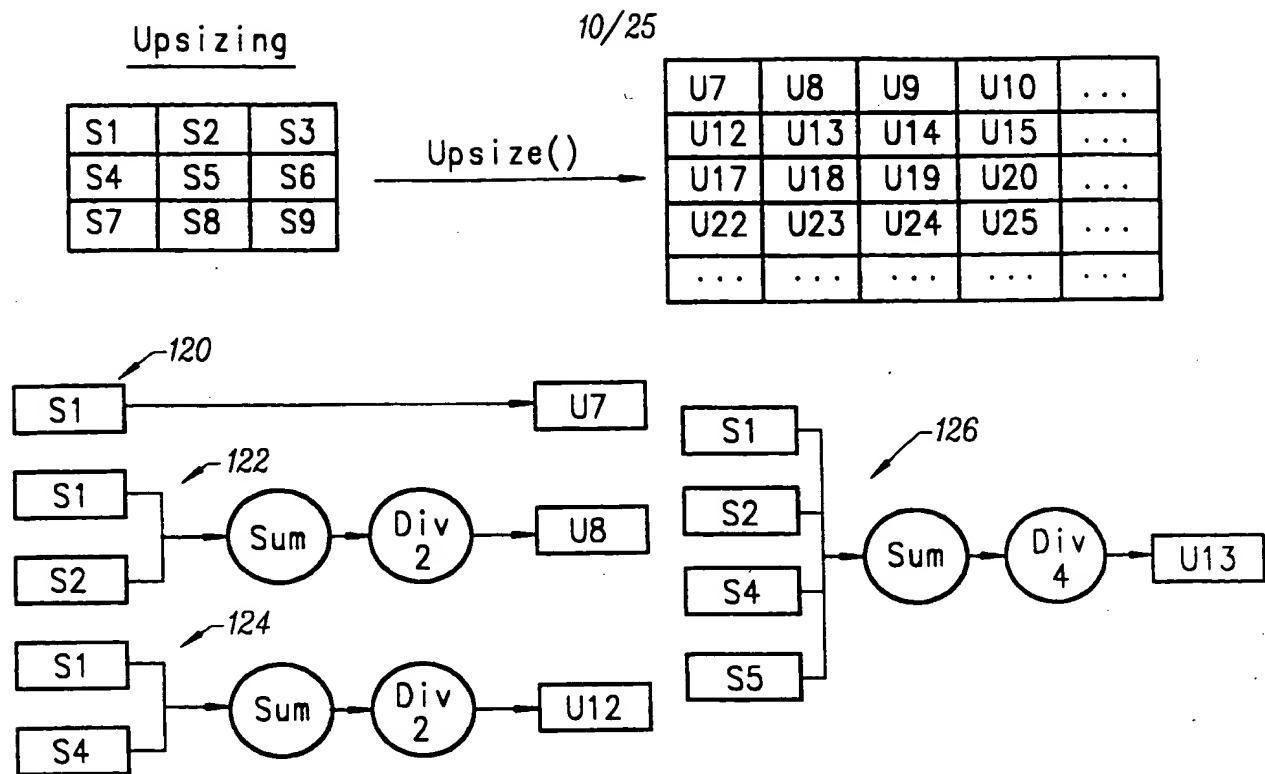 10/25
Upsizing
S1 S2 S3
S4 S5 S6
S7 S8 S9
Upsize()
U7 U8 U9 U10 ...
U12 U13 U14 U15 ...
U17 U18 U19 U20 ...
U22 U23 U24 U25 ...
... ... ... ... ...
120
S1 U7
122
S1
S2
Sum
Div
2
U8
124
S1
S4
Sum
Div
2
U12
126
S1
S2
S4
S5
Sum
Div
4
U13